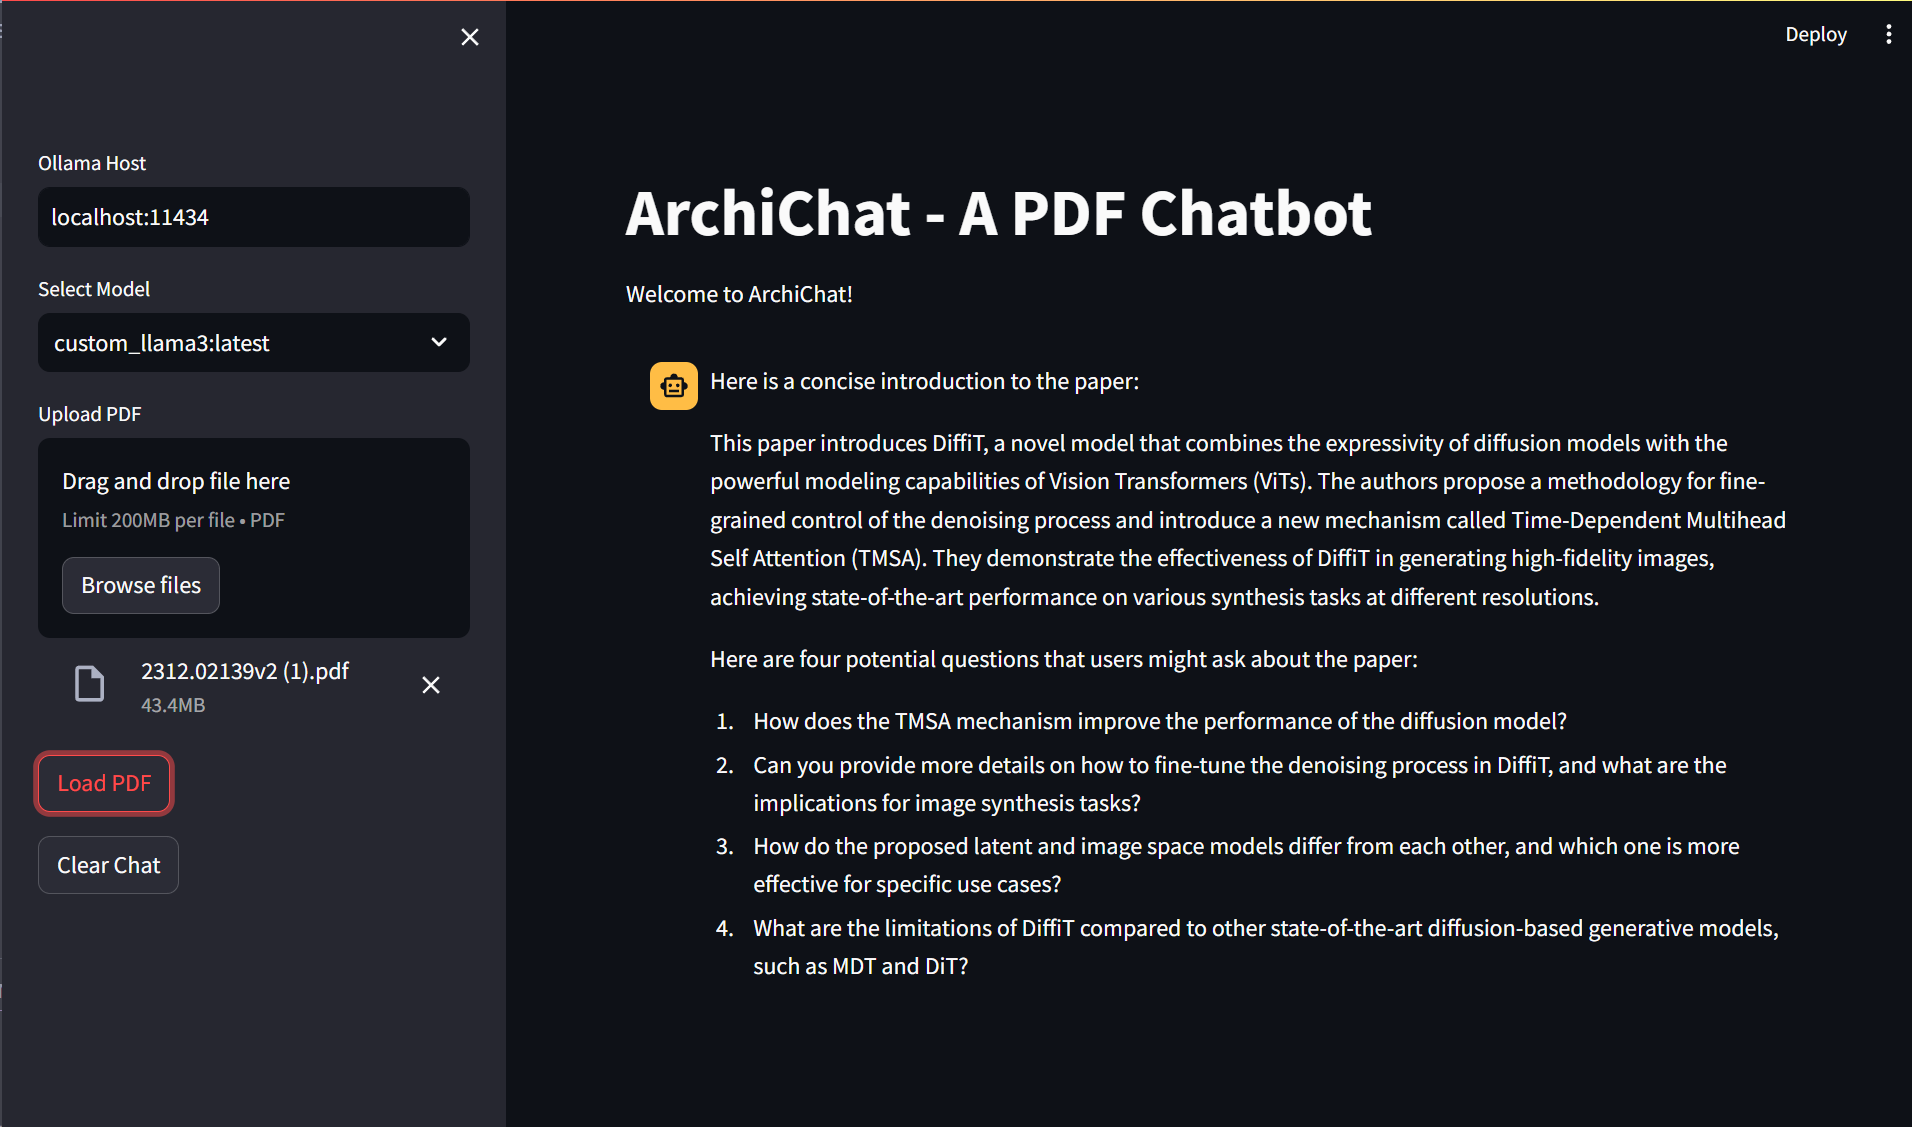 Ollama Host
localhost:11434
Select Model
custom_llama3:latest
Upload PDF
Drag and drop file here
Limit 200MB per file • PDF
Browse files
2312.02139v2 (1).pdf
43.4MB
Load PDF
Clear Chat
Deploy
ArchiChat - A PDF Chatbot
Welcome to ArchiChat!
Here is a concise introduction to the paper:
This paper introduces DiffiT, a novel model that combines the expressivity of diffusion models with the
powerful modeling capabilities of Vision Transformers (ViTs). The authors propose a methodology for fine-
grained control of the denoising process and introduce a new mechanism called Time-Dependent Multihead
Self Attention (TMSA). They demonstrate the effectiveness of DiffiT in generating high-fidelity images,
achieving state-of-the-art performance on various synthesis tasks at different resolutions.
Here are four potential questions that users might ask about the paper:
1. How does the TMSA mechanism improve the performance of the diffusion model?
2. Can you provide more details on how to fine-tune the denoising process in DiffiT, and what are the
implications for image synthesis tasks?
3. How do the proposed latent and image space models differ from each other, and which one is more
effective for specific use cases?
4. What are the limitations of DiffiT compared to other state-of-the-art diffusion-based generative models,
such as MDT and DiT?